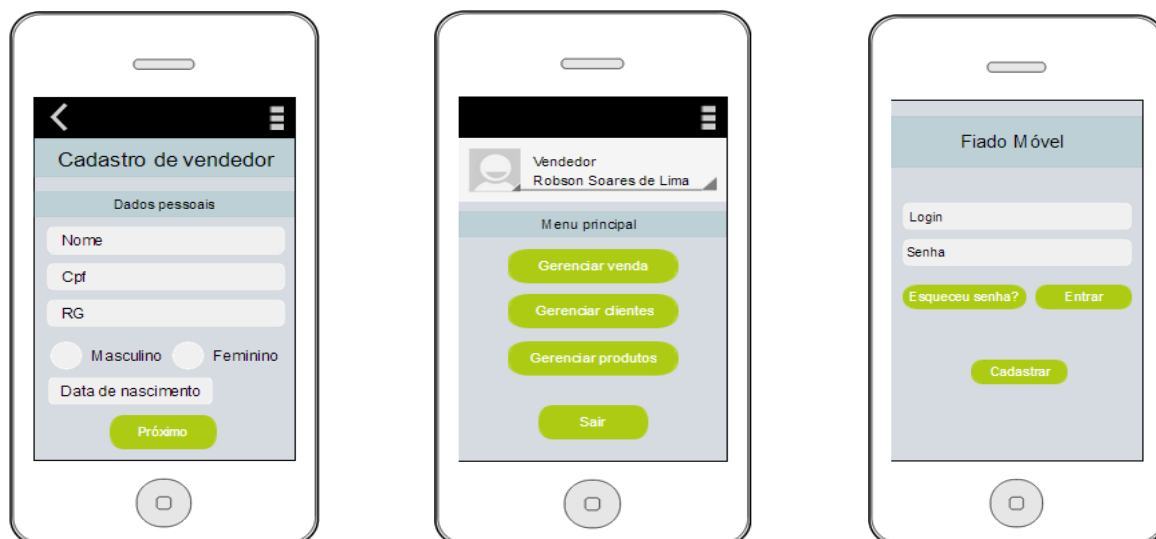 Cadastro de vendedor
Dados pessoais
Nome
Cpf
RG
Masculino Feminino
Data de nascimento
Próximo
Vendedor
Robson Soares de Lima
Menu principal
Gerenciar venda
Gerenciar clientes
Gerenciar produtos
Sair
Fiado Móvel
Login
Senha
Esqueceu senha? Entrar
Cadastrar